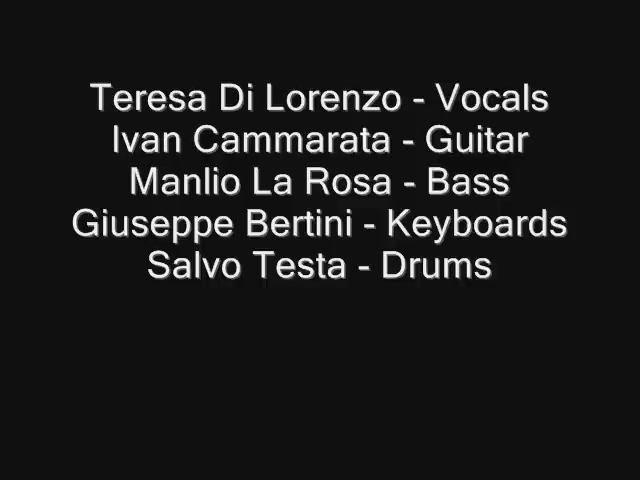 Teresa Di Lorenzo - Vocals
Ivan Cammarata - Guitar
Manlio La Rosa - Bass
Giuseppe Bertini - Keyboards
Salvo Testa - Drums